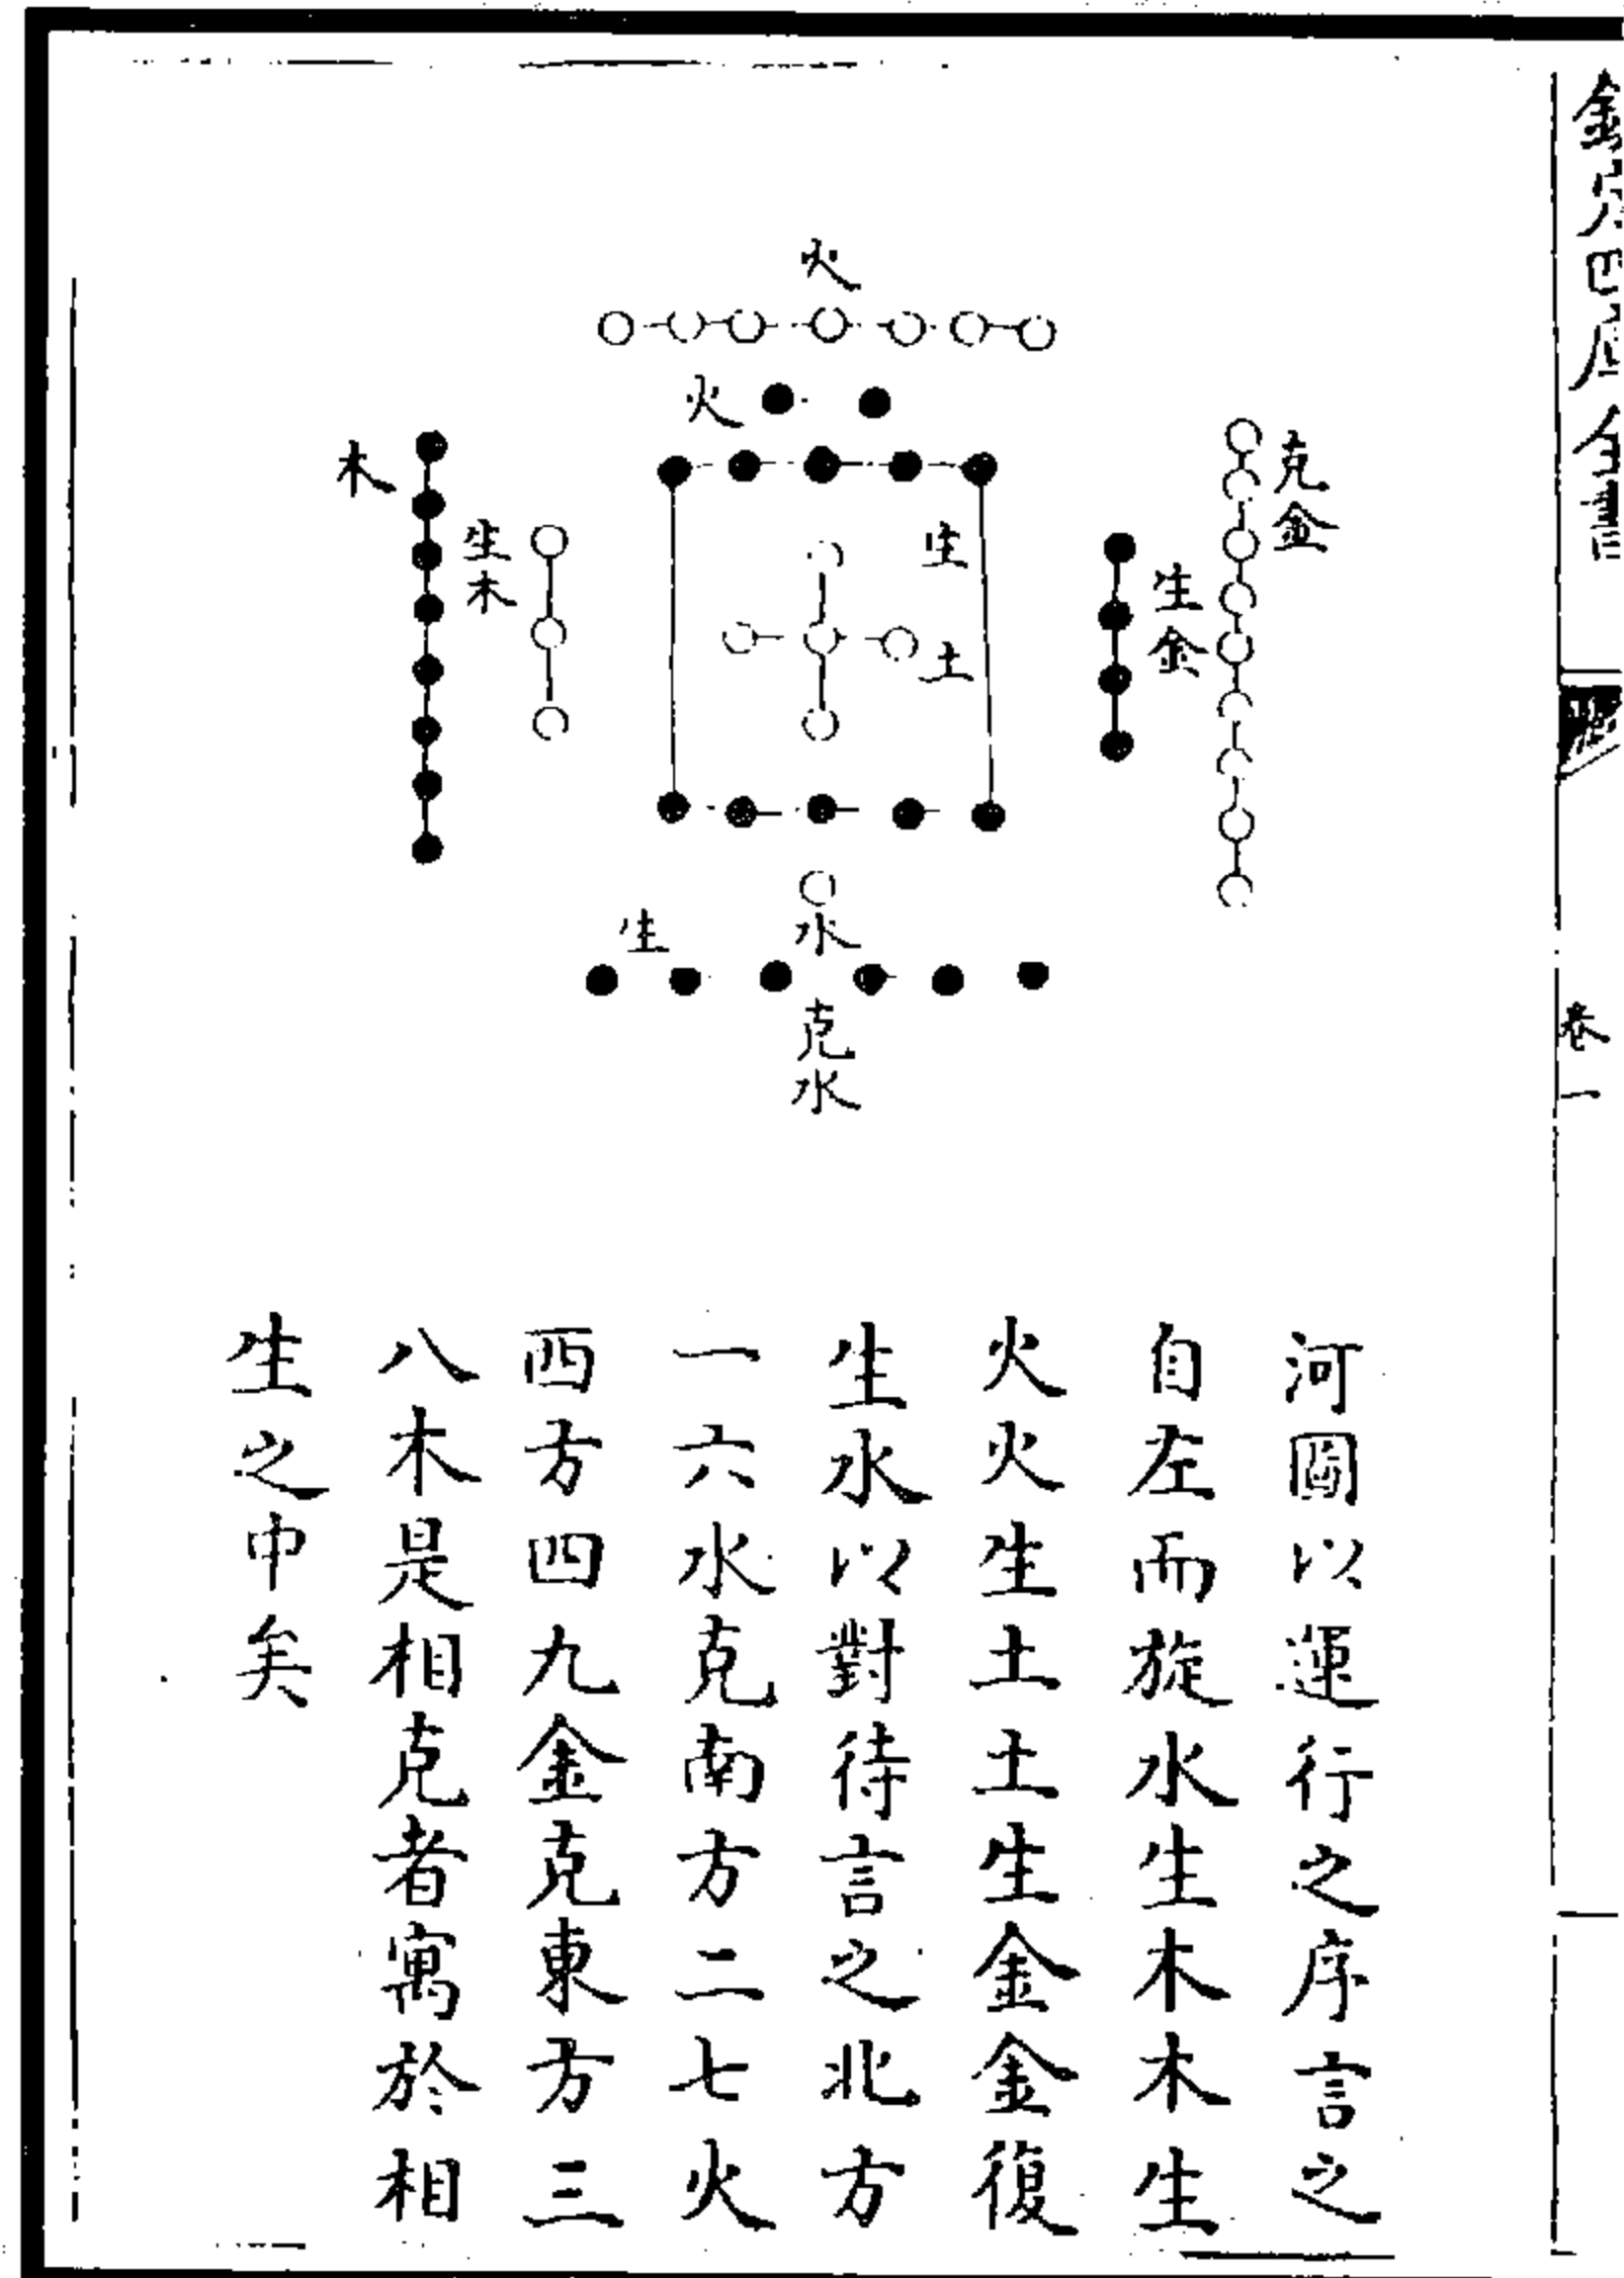 欽定四庫全書
卷一
火
火
木
生木
生土
生金
克金
水
生
克水
河圖以運行之序言之
自左而旋水生木木生
火火生土土生金金復
生水以對待言之北方
一六水克南方二七火
西方四九金克東方三
八木是相克者寓於相
生之中矣